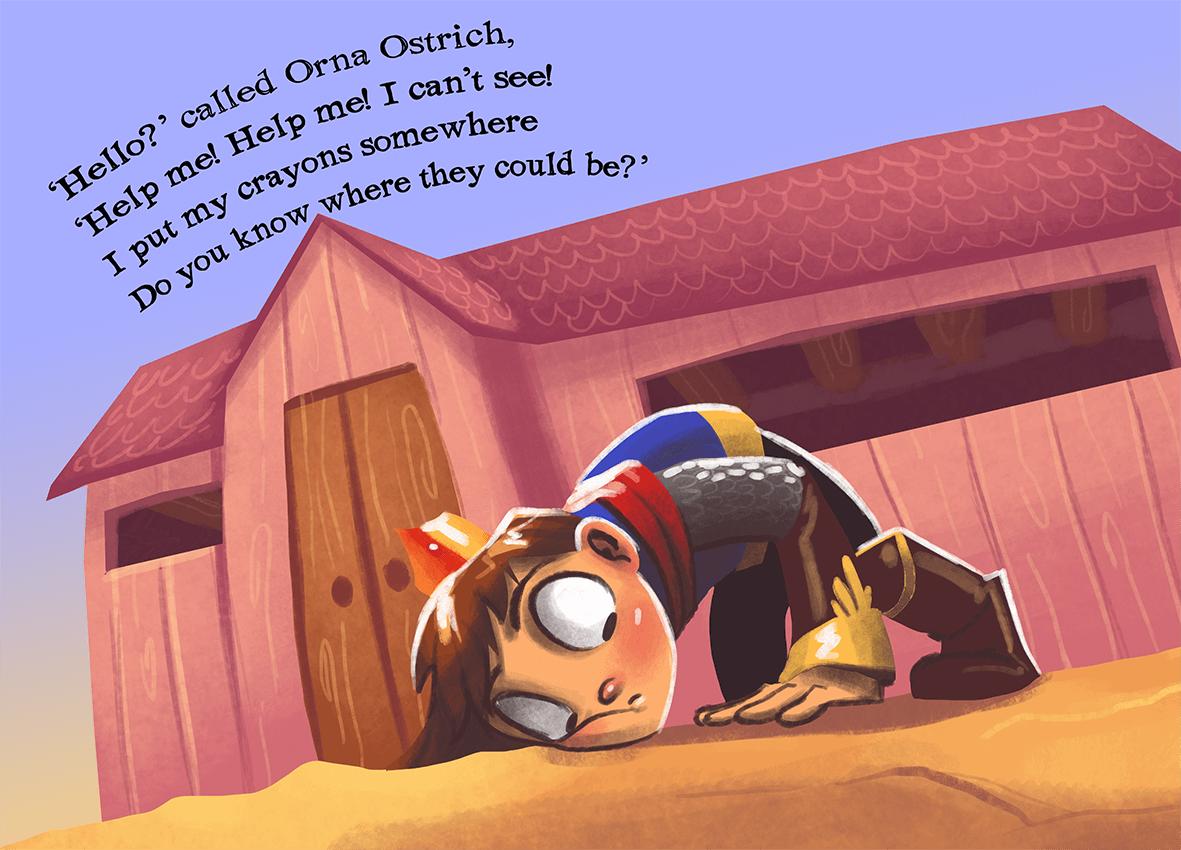 ‘Hello?’ called Orna Ostrich,
‘Help me! Help me! I can’t see!
I put my crayons somewhere
Do you know where they could be?’